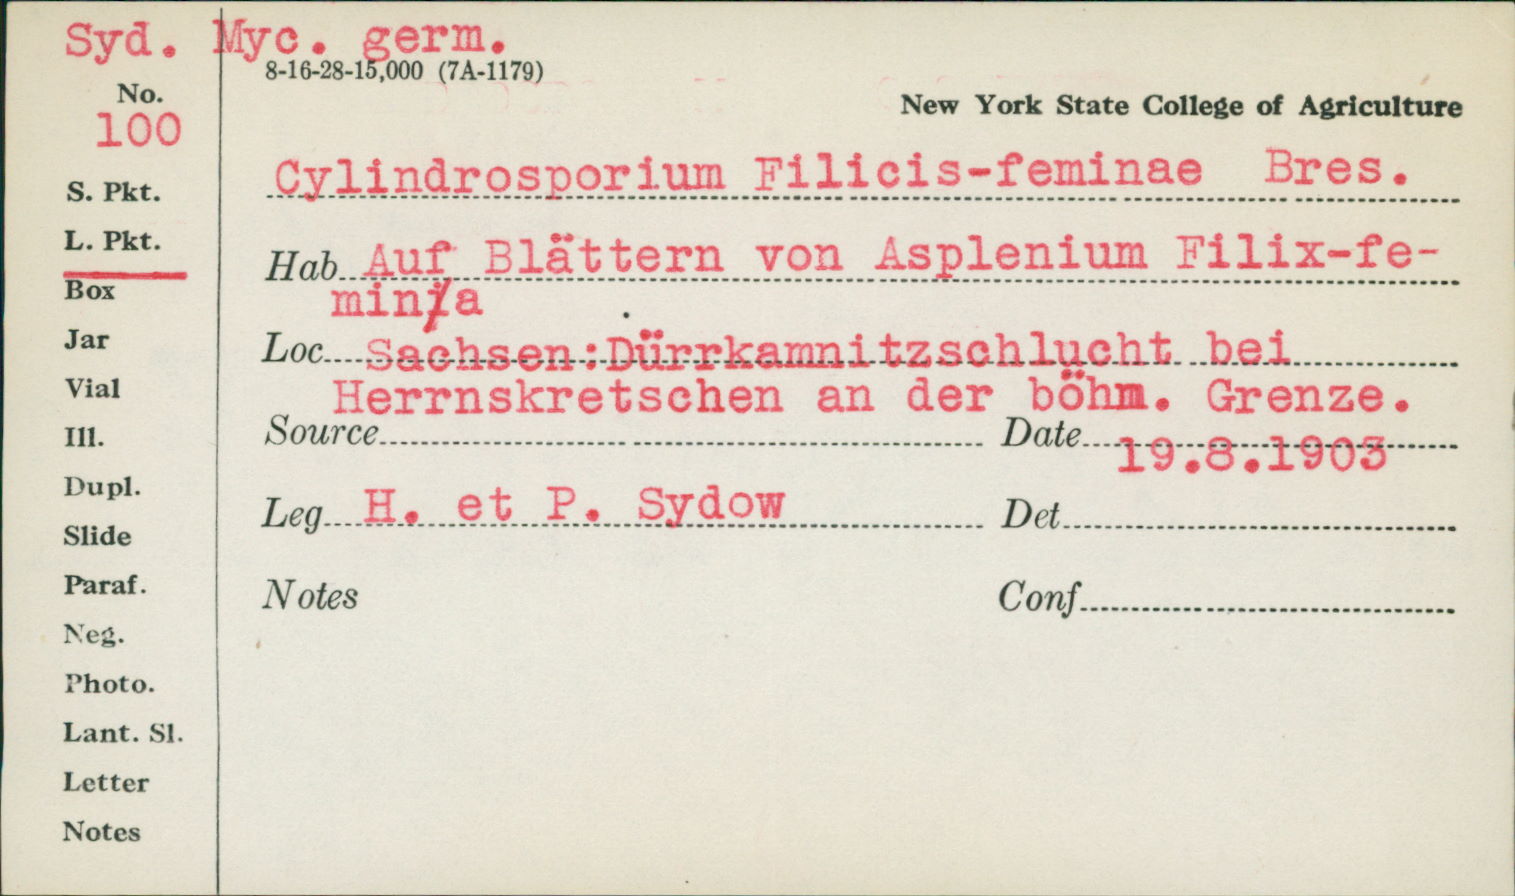 Syd. Myc. germ.
8-16-28-15,000 (7A-1179)
No.
100
New York State College of Agriculture
Cylindrosporium Filicis-feminae Bres.
S. Pkt.
L. Pkt.
Hab. Auf Blättern von Asplenium Filix-fe-
mina
Box
Jar
Loc. Sachsen:Dürrkamnitzschlucht bei
Herrnskretschen an der böhm. Grenze.
Vial
Ill.
Source
Date 19.8.1903
Dupl.
Leg. H. et P. Sydow
Det.
Slide
Paraf.
Notes
Conf.
Neg.
Photo.
Lant. Sl.
Letter
Notes